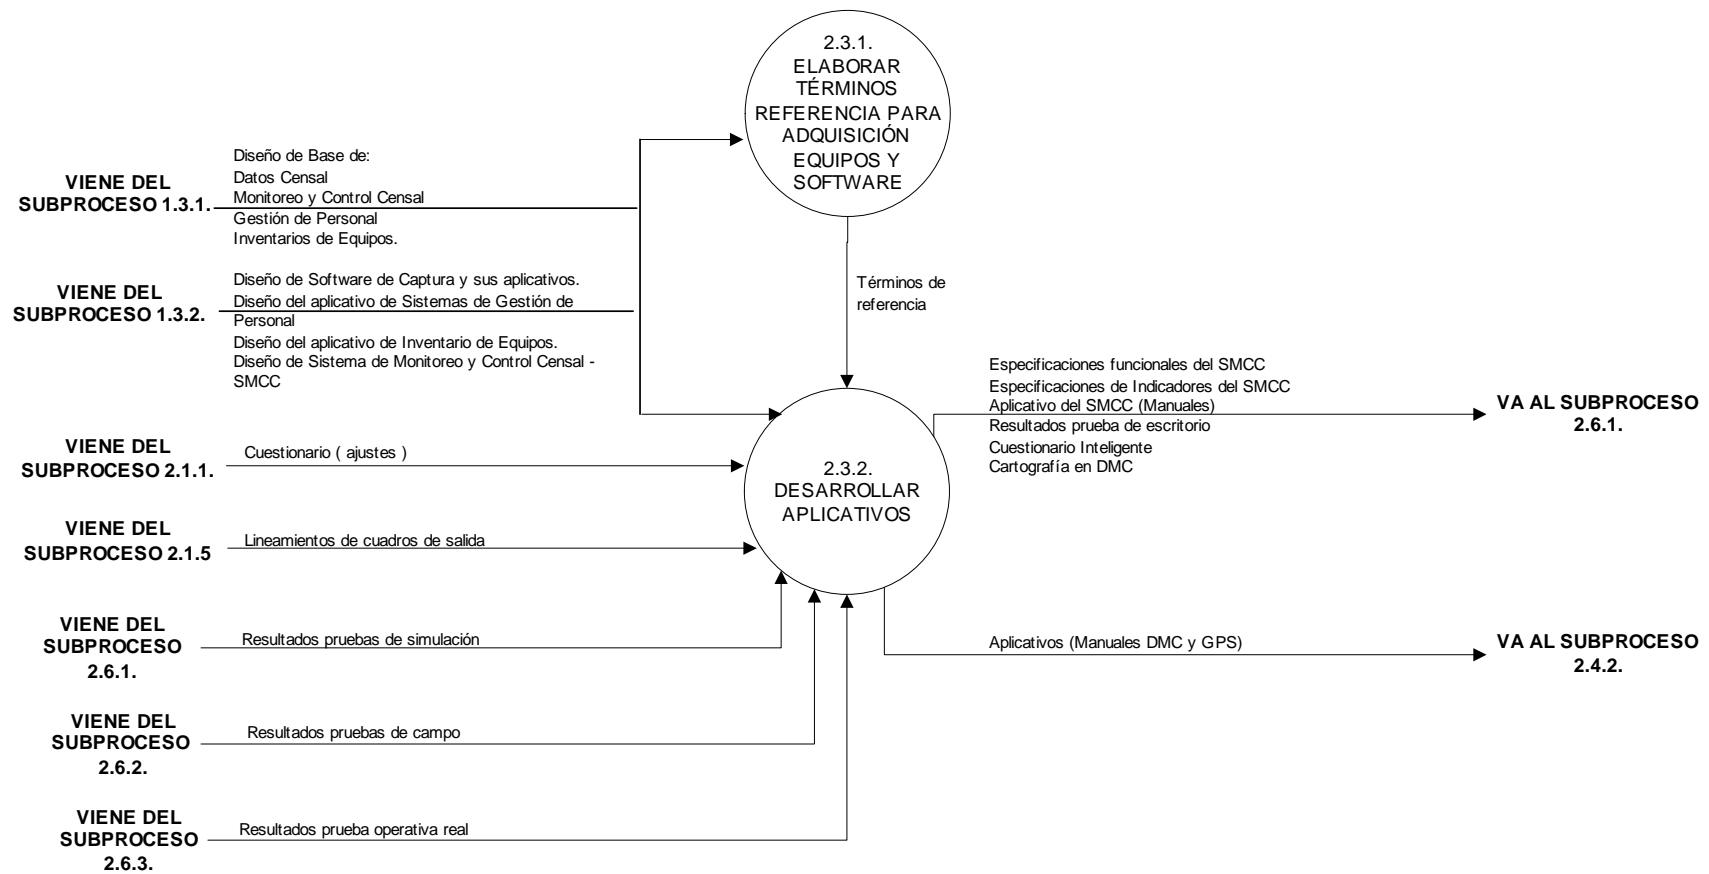 2.3.1.
ELABORAR
TÉRMINOS
REFERENCIA PARA
ADQUISICIÓN
EQUIPOS Y
SOFTWARE
VIENE DEL
SUBPROCESO 1.3.1.
Diseño de Base de:
Datos Censal
Monitoreo y Control Censal
Gestión de Personal
Inventarios de Equipos.
VIENE DEL
SUBPROCESO 1.3.2.
Diseño de Software de Captura y sus aplicativos.
Diseño del aplicativo de Sistemas de Gestión de
Personal
Diseño del aplicativo de Inventario de Equipos.
Diseño de Sistema de Monitoreo y Control Censal -
SMCC
Términos de
referencia
Especificaciones funcionales del SMCC
Especificaciones de Indicadores del SMCC
Aplicativo del SMCC (Manuales)
Resultados prueba de escritorio
Cuestionario Inteligente
Cartografía en DMC
VA AL SUBPROCESO
2.6.1.
VIENE DEL
SUBPROCESO 2.1.1.
Cuestionario ( ajustes )
2.3.2.
DESARROLLAR
APLICATIVOS
VIENE DEL
SUBPROCESO 2.1.5
Lineamientos de cuadros de salida
VIENE DEL
SUBPROCESO
2.6.1.
Resultados pruebas de simulación
Aplicativos (Manuales DMC y GPS)
VA AL SUBPROCESO
2.4.2.
VIENE DEL
SUBPROCESO
2.6.2.
Resultados pruebas de campo
VIENE DEL
SUBPROCESO
2.6.3.
Resultados prueba operativa real